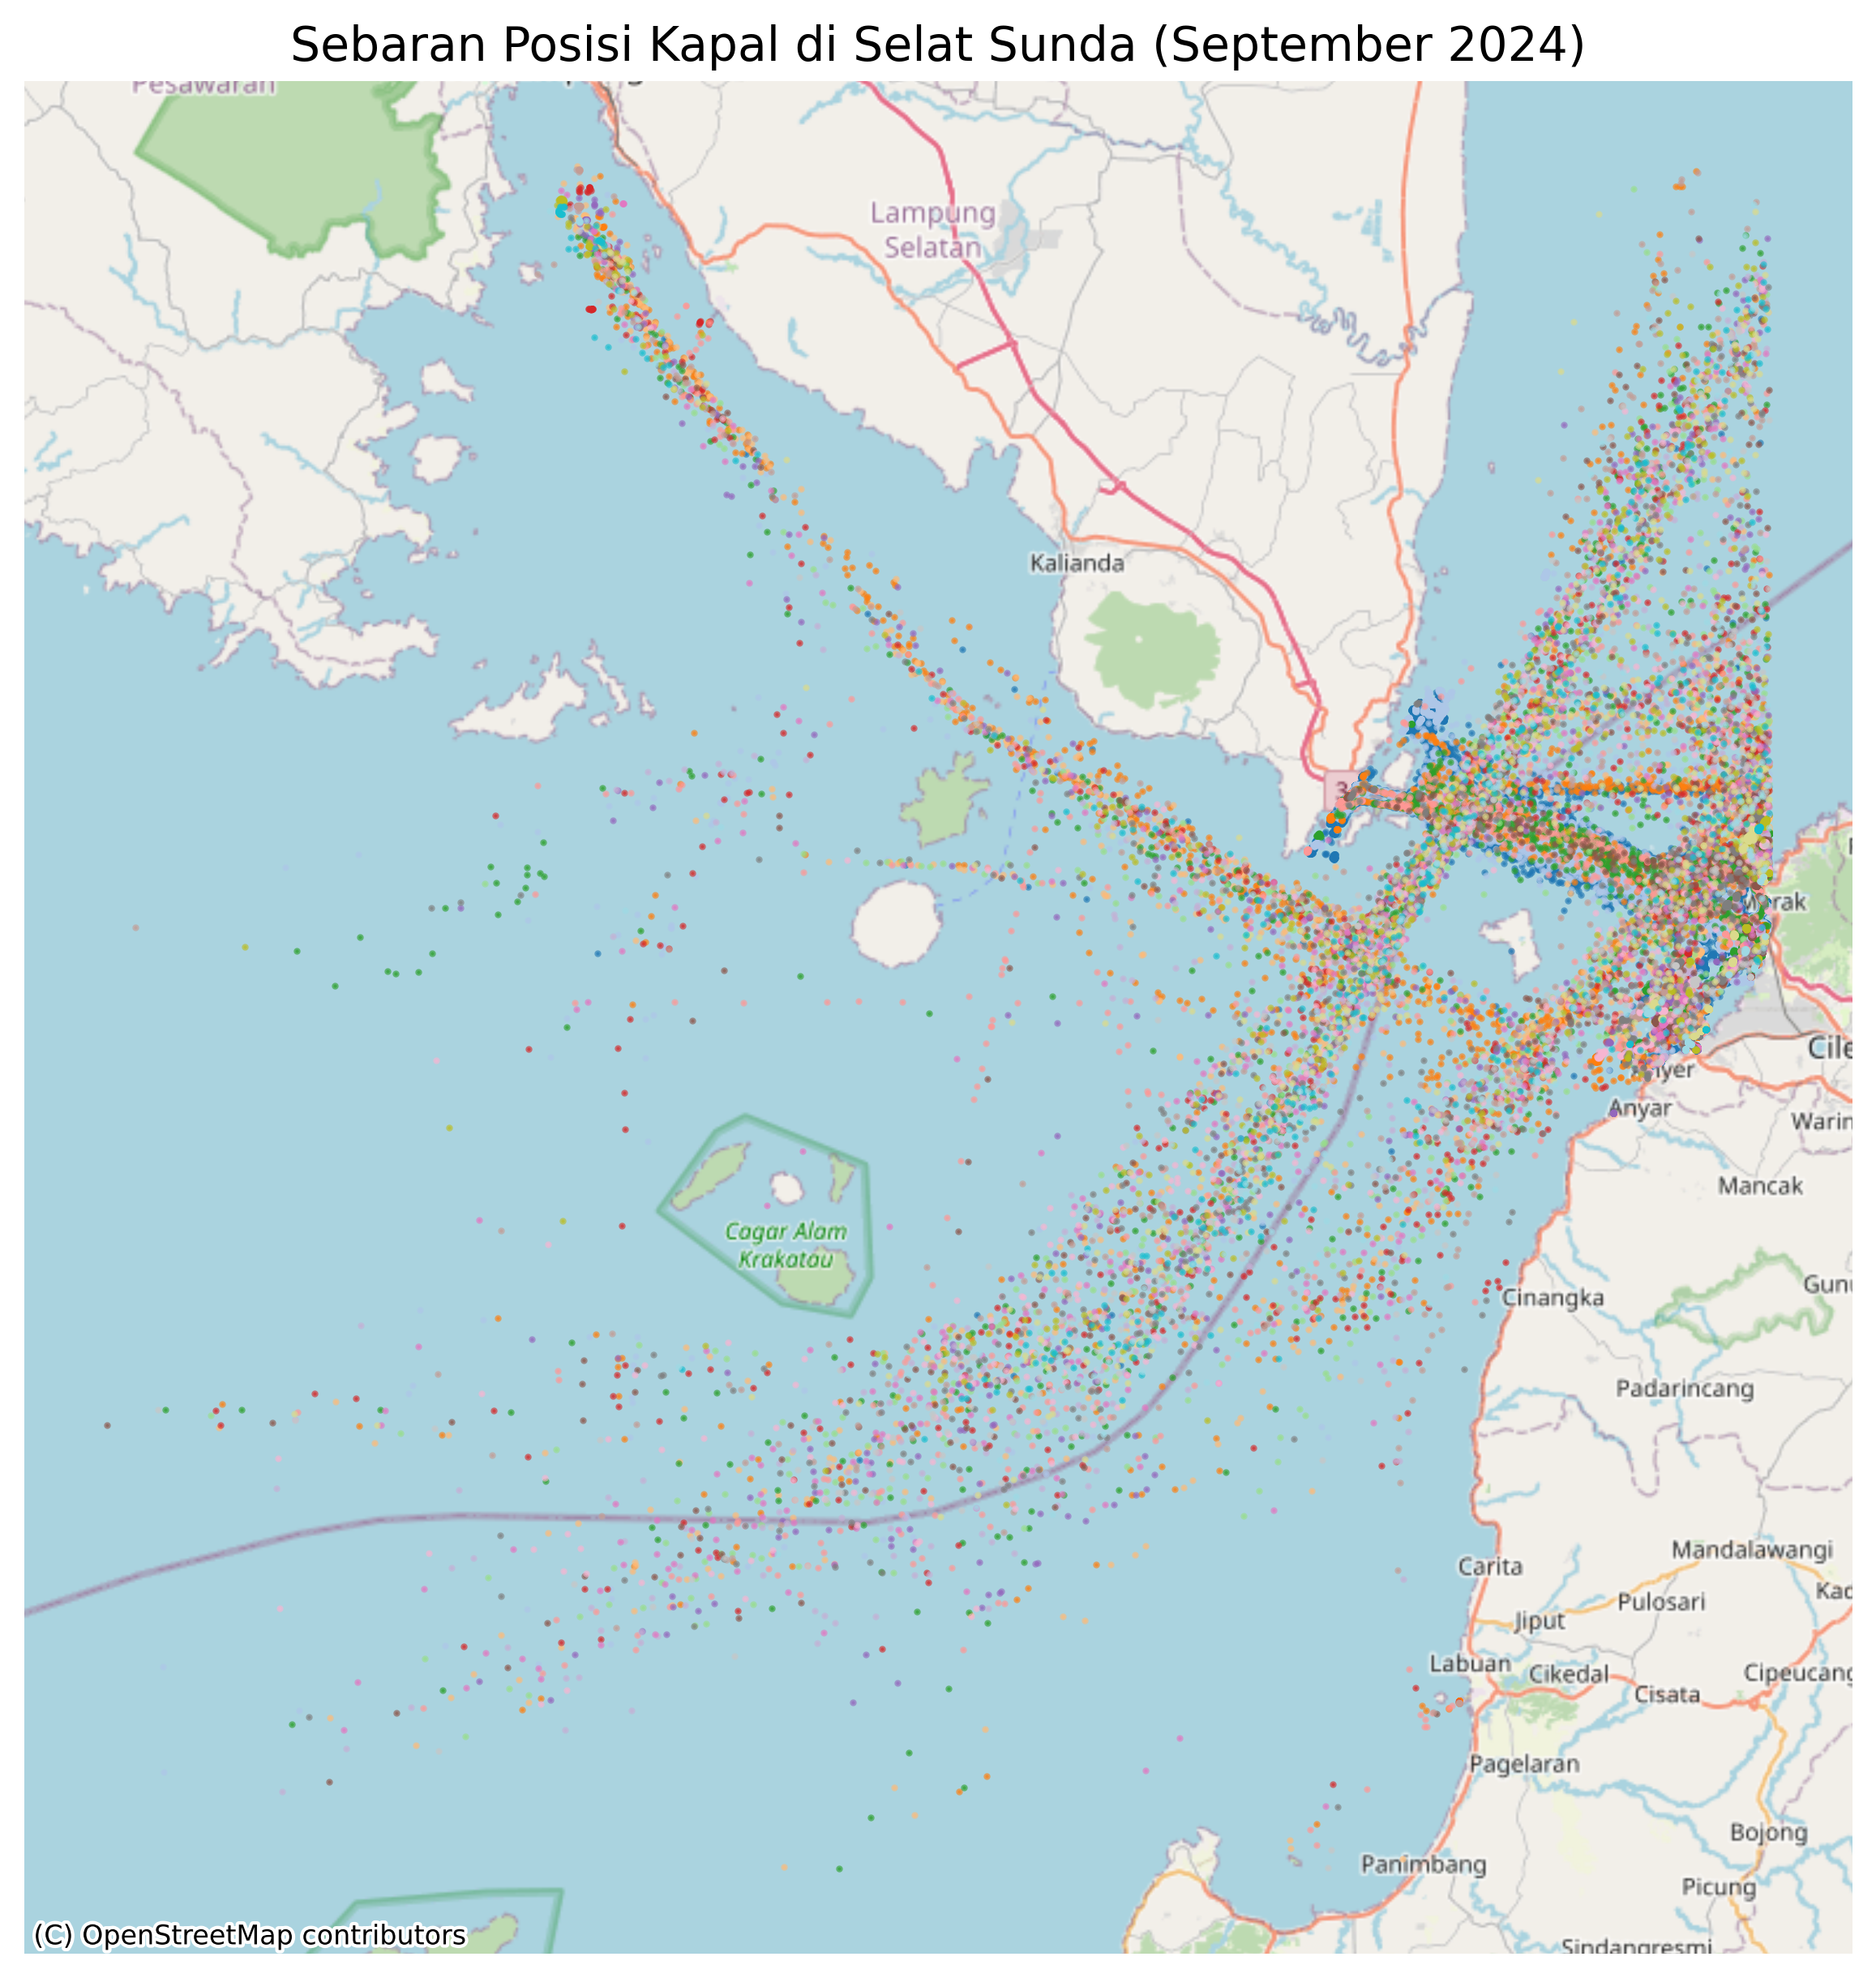 Sebaran Posisi Kapal di Selat Sunda (September 2024)
Pesawaran
Lampung
Selatan
Kalianda
Merak
Cile
Anyar
Warin
Mancak
Cagar Alam
Krakatau
Cinangka
Gunu
Padarincang
Mandalawangi
Carita
Kad
Pulosari
Jiput
Labuan
Cikedal
Cipeucang
Cisata
Pagelaran
Bojong
Panimbang
Picung
(C) OpenStreetMap contributors
Sindangresmi